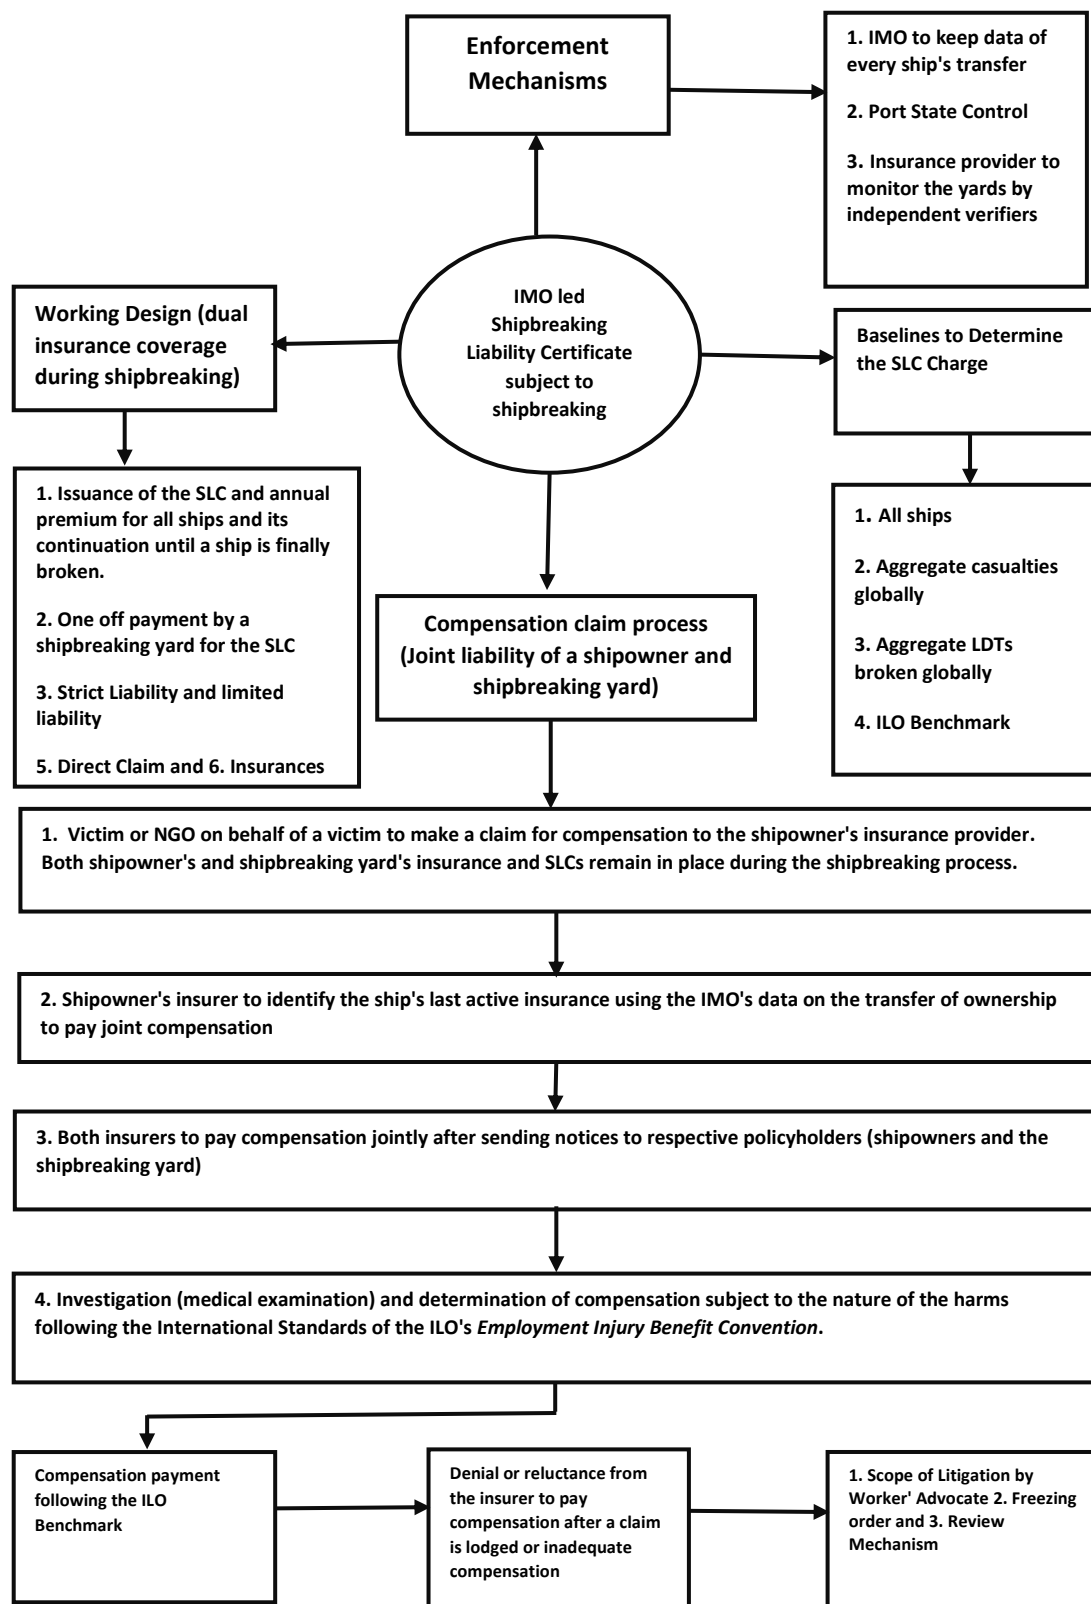 Enforcement
Mechanisms
1. IMO to keep data of
every ship's transfer
2. Port State Control
3. Insurance provider to
monitor the yards by
independent verifiers
IMO led
Shipbreaking
Liability Certificate
subject to
shipbreaking
Working Design (dual
insurance coverage
during shipbreaking)
Baselines to Determine
the SLC Charge
1. Issuance of the SLC and annual
premium for all ships and its
continuation until a ship is finally
broken.
2. One off payment by a
shipbreaking yard for the SLC
3. Strict Liability and limited
liability
5. Direct Claim and 6. Insurances
1. All ships
2. Aggregate casualties
globally
3. Aggregate LDTs
broken globally
4. ILO Benchmark
Compensation claim process
(Joint liability of a shipowner and
shipbreaking yard)
1. Victim or NGO on behalf of a victim to make a claim for compensation to the shipowner's insurance provider.
Both shipowner's and shipbreaking yard's insurance and SLCs remain in place during the shipbreaking process.
2. Shipowner's insurer to identify the ship's last active insurance using the IMO's data on the transfer of ownership
to pay joint compensation
3. Both insurers to pay compensation jointly after sending notices to respective policyholders (shipowners and the
shipbreaking yard)
4. Investigation (medical examination) and determination of compensation subject to the nature of the harms
following the International Standards of the ILO's Employment Injury Benefit Convention.
Compensation payment
following the ILO
Benchmark
Denial or reluctance from
the insurer to pay
compensation after a claim
is lodged or inadequate
compensation
1. Scope of Litigation by
Worker' Advocate 2. Freezing
order and 3. Review
Mechanism